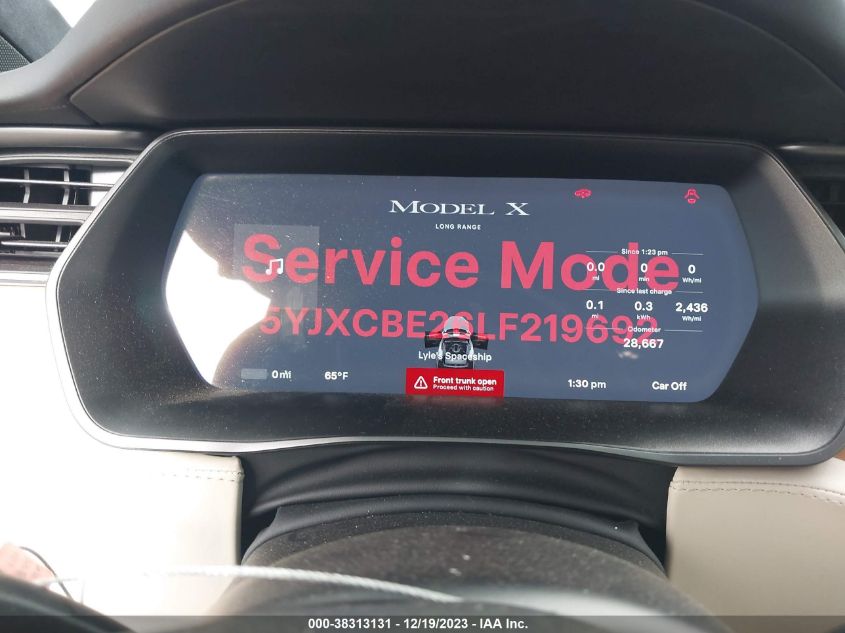 MODEL X
LONG RANGE
Service Mode
Since 1:23 pm
0.0 0 0
mi min Wh/mi
Since last charge
0.1 0.3 2,436
mi kWh Wh/mi
5YJXCBE26LF219692
Odometer
28,667
Lyle's Spaceship
0 mi 65°F
Front trunk open
Proceed with caution
1:30 pm Car Off
000-38313131 - 12/19/2023 - IAA Inc.